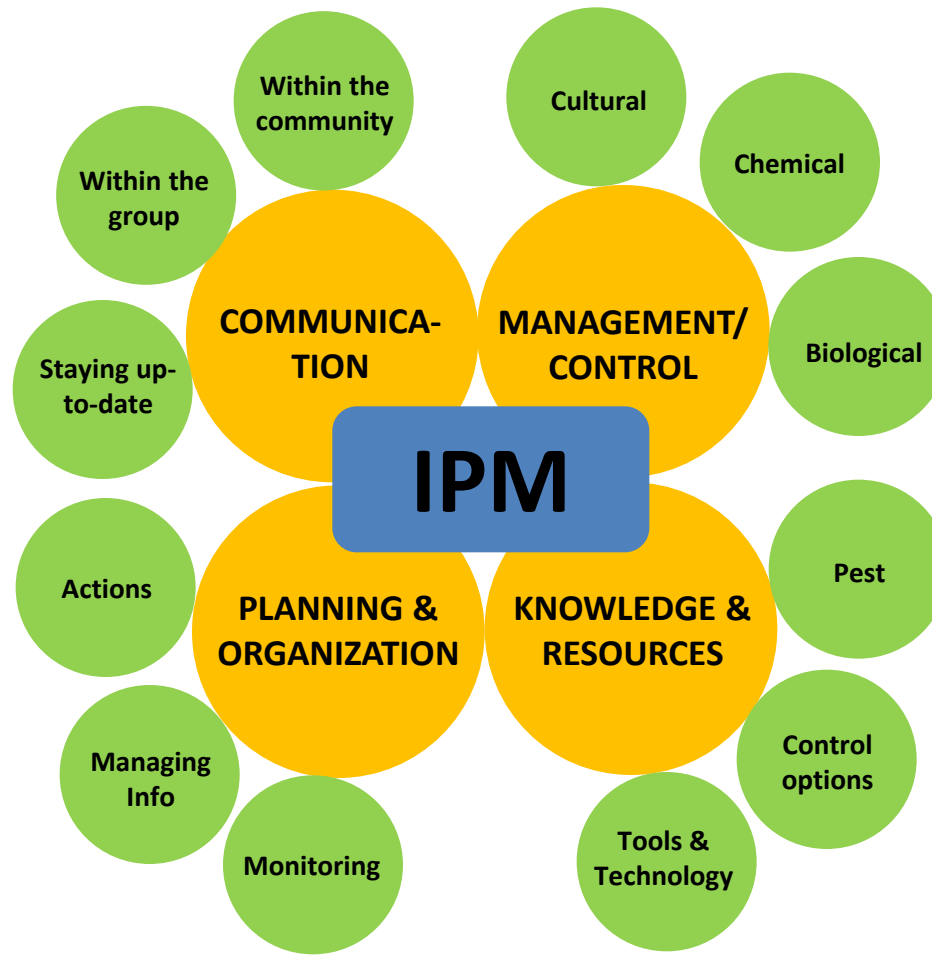 Within the
community
Within the
group
Staying up-
to-date
COMMUNICA-
TION
Cultural
Chemical
Biological
MANAGEMENT/
CONTROL
IPM
Actions
Managing
Info
Monitoring
PLANNING &
ORGANIZATION
KNOWLEDGE &
RESOURCES
Pest
Control
options
Tools &
Technology